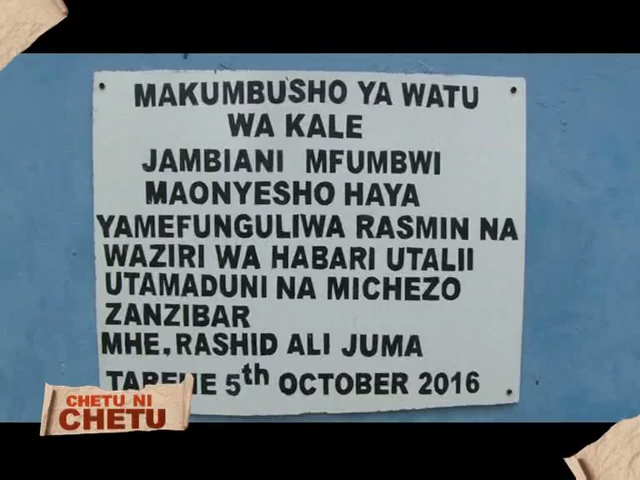 MAKUMBUSHO YA WATU
WA KALE
JAMBIANI MFUMBWI
MAONYESHO HAYA
YAMEFUNGULIWA RASMIN NA
WAZIRI WA HABARI UTALII
UTAMADUNI NA MICHEZO
ZANZIBAR
MHE, RASHID ALI JUMA
TAREHE 5th OCTOBER 2016
CHETU NI
CHETU